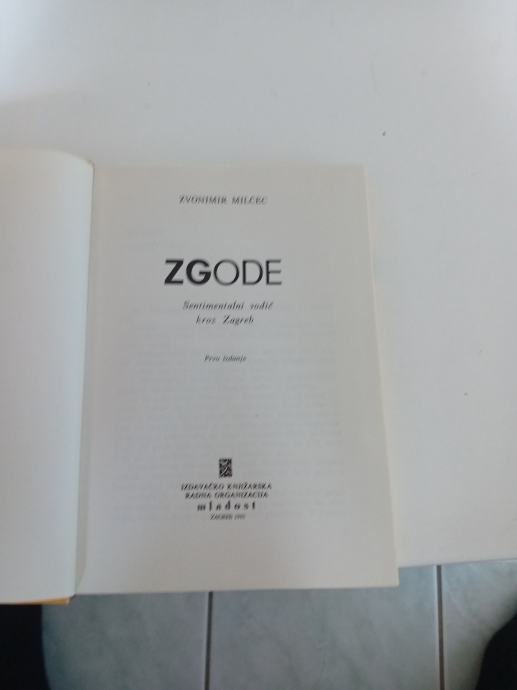 ZVONIMIR MILČEC
ZGODE
Sentimentalni vodič
kroz Zagreb
Prvo izdanje
IZDAVAČKO KNJIŽARSKA
RADNA ORGANIZACIJA
mladost
ZAGREB